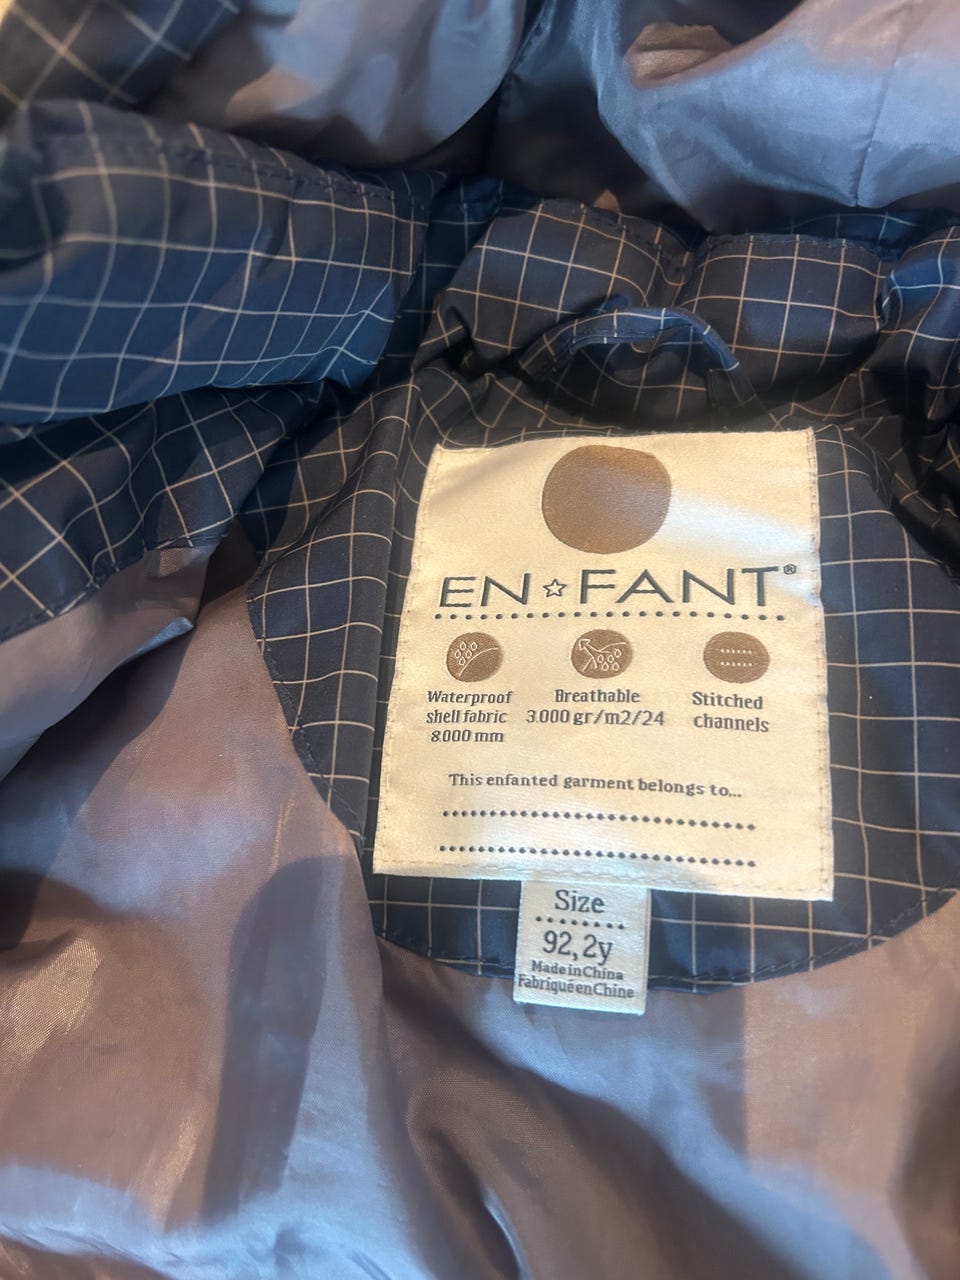 EN☆FANT®
Waterproof
shell fabric
8000 mm
Breathable
3.000 gr/m2/24
Stitched
channels
This enfanted garment belongs to...
Size
92, 2y
Made in China
Fabriqué en Chine